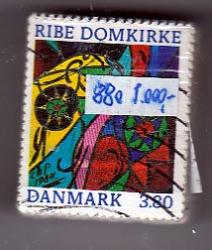 RIBE DOMKIRKE
880 1.000,-
DANMARK 3.80